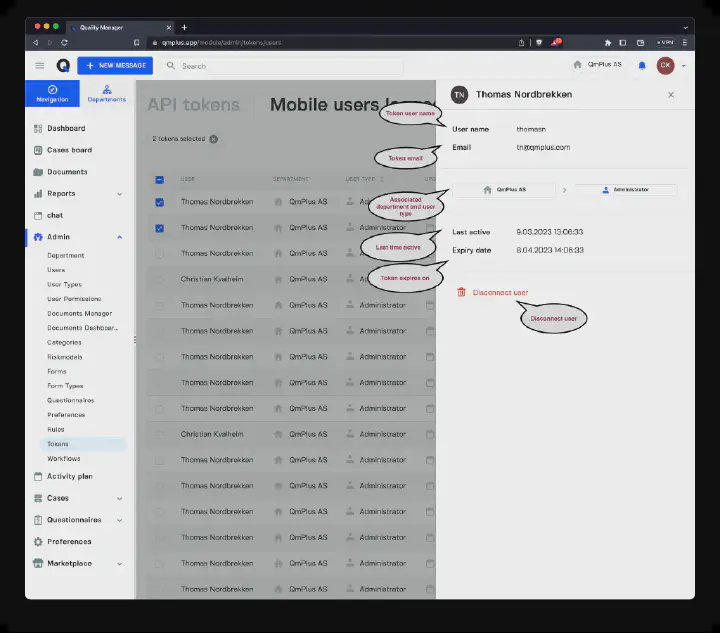 Quality Manager
qmplus.app/module/admin/tokens/users
VPN
NEW MESSAGE
Search
QmPlus AS
CK
Navigation
Departments
Dashboard
Cases board
Documents
Reports
chat
Admin
Department
Users
User Types
User Permissions
Documents Manager
Documents Dashboar...
Categories
Riskmodels
Forms
Form Types
Questionnaires
Preferences
Rules
Tokens
Workflows
Activity plan
Cases
Questionnaires
Preferences
Marketplace
API tokens
Mobile users
2 tokens selected
USER DEPARTMENT USER TYPE
Thomas Nordbrekken QmPlus AS Administrator
Thomas Nordbrekken QmPlus AS Administrator
Thomas Nordbrekken QmPlus AS
Christian Kvalheim QmPlus AS
Thomas Nordbrekken QmPlus AS Administrator
Thomas Nordbrekken QmPlus AS Administrator
Thomas Nordbrekken QmPlus AS Administrator
Thomas Nordbrekken QmPlus AS Administrator
Thomas Nordbrekken QmPlus AS Administrator
Christian Kvalheim QmPlus AS Administrator
Thomas Nordbrekken QmPlus AS Administrator
Thomas Nordbrekken QmPlus AS Administrator
Thomas Nordbrekken QmPlus AS Administrator
Thomas Nordbrekken QmPlus AS Administrator
Thomas Nordbrekken QmPlus AS Administrator
Thomas Nordbrekken QmPlus AS Administrator
TN
Thomas Nordbrekken
Token user name
User name thomasn
Email tn@qmplus.com
Token email
QmPlus AS
Administrator
Associated
department and user
type
Last active 9.03.2023 13:06:33
Last time active
Expiry date 8.04.2023 14:06:33
Token expires on
Disconnect user
Disconnect user